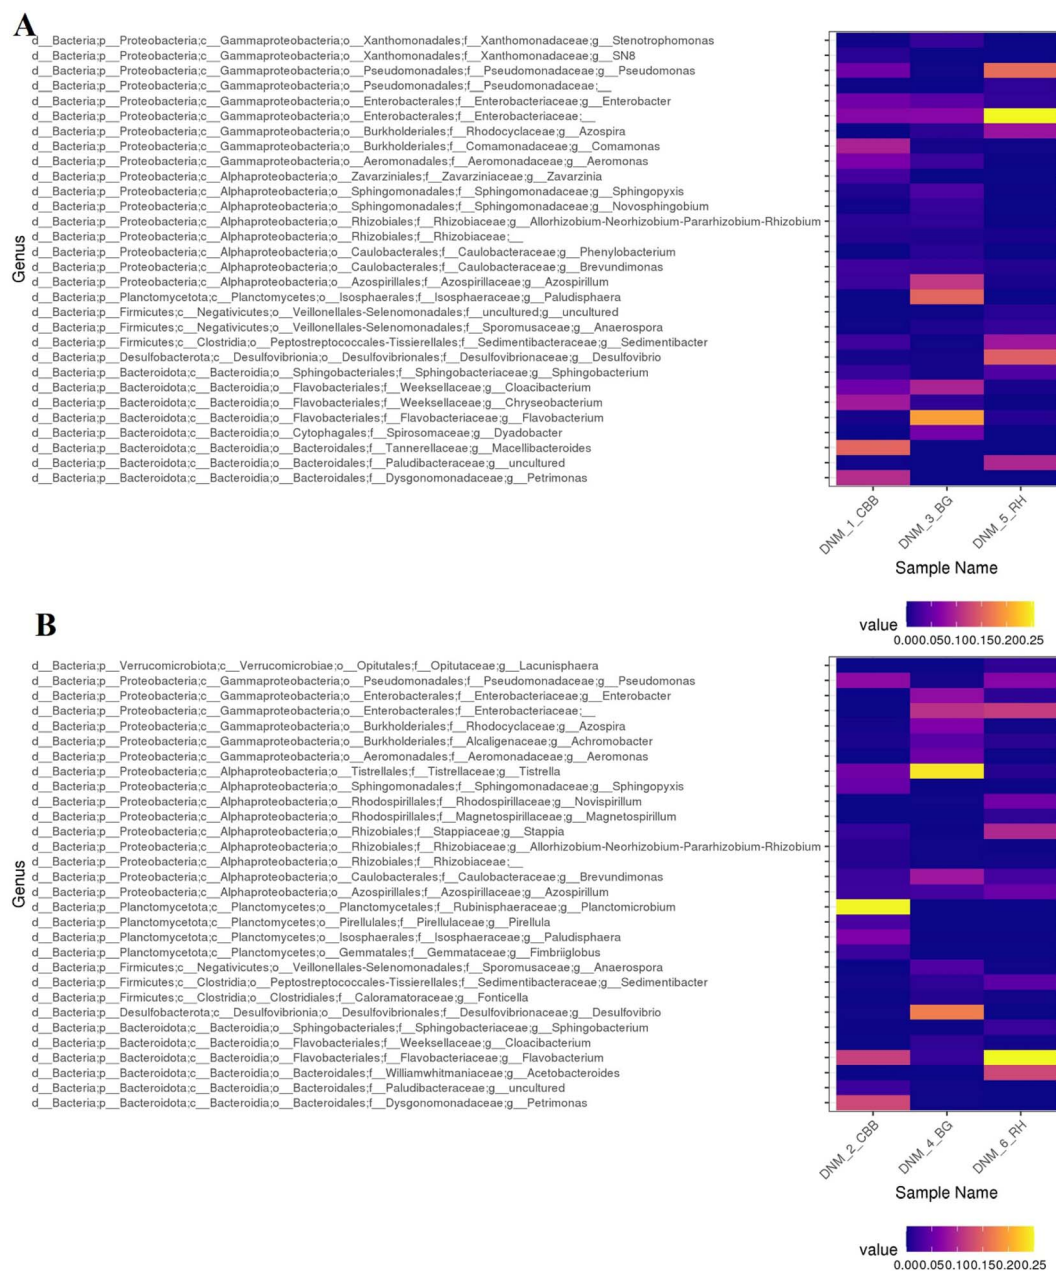 A
d__Bacteria;p__Proteobacteria;c__Gammaproteobacteria;o__Xanthomonadales;f__Xanthomonadaceae;g__Stenotrophomonas
d__Bacteria;p__Proteobacteria;c__Gammaproteobacteria;o__Xanthomonadales;f__Xanthomonadaceae;g__SN8
d__Bacteria;p__Proteobacteria;c__Gammaproteobacteria;o__Pseudomonadales;f__Pseudomonadaceae;g__Pseudomonas
d__Bacteria;p__Proteobacteria;c__Gammaproteobacteria;o__Pseudomonadales;f__Pseudomonadaceae;__
d__Bacteria;p__Proteobacteria;c__Gammaproteobacteria;o__Enterobacterales;f__Enterobacteriaceae;g__Enterobacter
d__Bacteria;p__Proteobacteria;c__Gammaproteobacteria;o__Enterobacterales;f__Enterobacteriaceae;__
d__Bacteria;p__Proteobacteria;c__Gammaproteobacteria;o__Burkholderiales;f__Rhodocyclaceae;g__Azospira
d__Bacteria;p__Proteobacteria;c__Gammaproteobacteria;o__Burkholderiales;f__Comamonadaceae;g__Comamonas
d__Bacteria;p__Proteobacteria;c__Gammaproteobacteria;o__Aeromonadales;f__Aeromonadaceae;g__Aeromonas
d__Bacteria;p__Proteobacteria;c__Alphaproteobacteria;o__Zavarziniales;f__Zavarziniaceae;g__Zavarzinia
d__Bacteria;p__Proteobacteria;c__Alphaproteobacteria;o__Sphingomonadales;f__Sphingomonadaceae;g__Sphingopyxis
d__Bacteria;p__Proteobacteria;c__Alphaproteobacteria;o__Sphingomonadales;f__Sphingomonadaceae;g__Novosphingobium
d__Bacteria;p__Proteobacteria;c__Alphaproteobacteria;o__Rhizobiales;f__Rhizobiaceae;g__Allorhizobium-Neorhizobium-Pararhizobium-Rhizobium
d__Bacteria;p__Proteobacteria;c__Alphaproteobacteria;o__Rhizobiales;f__Rhizobiaceae;__
d__Bacteria;p__Proteobacteria;c__Alphaproteobacteria;o__Caulobacterales;f__Caulobacteraceae;g__Phenylobacterium
d__Bacteria;p__Proteobacteria;c__Alphaproteobacteria;o__Caulobacterales;f__Caulobacteraceae;g__Brevundimonas
d__Bacteria;p__Proteobacteria;c__Alphaproteobacteria;o__Azospirillales;f__Azospirillaceae;g__Azospirillum
d__Bacteria;p__Planctomycetota;c__Planctomycetes;o__Isosphaerales;f__Isosphaeraceae;g__Paludisphaera
d__Bacteria;p__Firmicutes;c__Negativicutes;o__Veillonellales-Selenomonadales;f__uncultured;g__uncultured
d__Bacteria;p__Firmicutes;c__Negativicutes;o__Veillonellales-Selenomonadales;f__Sporomusaceae;g__Anaerospora
d__Bacteria;p__Firmicutes;c__Clostridia;o__Peptostreptococcales-Tissierellales;f__Sedimentibacteraceae;g__Sedimentibacter
d__Bacteria;p__Desulfobacterota;c__Desulfovibrionia;o__Desulfovibrionales;f__Desulfovibrionaceae;g__Desulfovibrio
d__Bacteria;p__Bacteroidota;c__Bacteroidia;o__Sphingobacteriales;f__Sphingobacteriaceae;g__Sphingobacterium
d__Bacteria;p__Bacteroidota;c__Bacteroidia;o__Flavobacteriales;f__Weeksellaceae;g__Cloacibacterium
d__Bacteria;p__Bacteroidota;c__Bacteroidia;o__Flavobacteriales;f__Weeksellaceae;g__Chryseobacterium
d__Bacteria;p__Bacteroidota;c__Bacteroidia;o__Flavobacteriales;f__Flavobacteriaceae;g__Flavobacterium
d__Bacteria;p__Bacteroidota;c__Bacteroidia;o__Cytophagales;f__Spirosomaceae;g__Dyadobacter
d__Bacteria;p__Bacteroidota;c__Bacteroidia;o__Bacteroidales;f__Tannerellaceae;g__Macellibacteroides
d__Bacteria;p__Bacteroidota;c__Bacteroidia;o__Bacteroidales;f__Paludibacteraceae;g__uncultured
d__Bacteria;p__Bacteroidota;c__Bacteroidia;o__Bacteroidales;f__Dysgonomonadaceae;g__Petrimonas
Genus
DNM_1_CBB
DNM_3_BG
DNM_5_RH
Sample Name
value
0.000.050.100.150.200.25
B
d__Bacteria;p__Verrucomicrobiota;c__Verrucomicrobiae;o__Opitutales;f__Opitutaceae;g__Lacunisphaera
d__Bacteria;p__Proteobacteria;c__Gammaproteobacteria;o__Pseudomonadales;f__Pseudomonadaceae;g__Pseudomonas
d__Bacteria;p__Proteobacteria;c__Gammaproteobacteria;o__Enterobacterales;f__Enterobacteriaceae;g__Enterobacter
d__Bacteria;p__Proteobacteria;c__Gammaproteobacteria;o__Enterobacterales;f__Enterobacteriaceae;__
d__Bacteria;p__Proteobacteria;c__Gammaproteobacteria;o__Burkholderiales;f__Rhodocyclaceae;g__Azospira
d__Bacteria;p__Proteobacteria;c__Gammaproteobacteria;o__Burkholderiales;f__Alcaligenaceae;g__Achromobacter
d__Bacteria;p__Proteobacteria;c__Gammaproteobacteria;o__Aeromonadales;f__Aeromonadaceae;g__Aeromonas
d__Bacteria;p__Proteobacteria;c__Alphaproteobacteria;o__Tistrellales;f__Tistrellaceae;g__Tistrella
d__Bacteria;p__Proteobacteria;c__Alphaproteobacteria;o__Sphingomonadales;f__Sphingomonadaceae;g__Sphingopyxis
d__Bacteria;p__Proteobacteria;c__Alphaproteobacteria;o__Rhodospirillales;f__Rhodospirillaceae;g__Novispirillum
d__Bacteria;p__Proteobacteria;c__Alphaproteobacteria;o__Rhodospirillales;f__Magnetospirillaceae;g__Magnetospirillum
d__Bacteria;p__Proteobacteria;c__Alphaproteobacteria;o__Rhizobiales;f__Stappiaceae;g__Stappia
d__Bacteria;p__Proteobacteria;c__Alphaproteobacteria;o__Rhizobiales;f__Rhizobiaceae;g__Allorhizobium-Neorhizobium-Pararhizobium-Rhizobium
d__Bacteria;p__Proteobacteria;c__Alphaproteobacteria;o__Rhizobiales;f__Rhizobiaceae;__
d__Bacteria;p__Proteobacteria;c__Alphaproteobacteria;o__Caulobacterales;f__Caulobacteraceae;g__Brevundimonas
d__Bacteria;p__Proteobacteria;c__Alphaproteobacteria;o__Azospirillales;f__Azospirillaceae;g__Azospirillum
d__Bacteria;p__Planctomycetota;c__Planctomycetes;o__Planctomycetales;f__Rubinisphaeraceae;g__Planctomicrobium
d__Bacteria;p__Planctomycetota;c__Planctomycetes;o__Pirellulales;f__Pirellulaceae;g__Pirellula
d__Bacteria;p__Planctomycetota;c__Planctomycetes;o__Isosphaerales;f__Isosphaeraceae;g__Paludisphaera
d__Bacteria;p__Planctomycetota;c__Planctomycetes;o__Gemmatales;f__Gemmataceae;g__Fimbriiglobus
d__Bacteria;p__Firmicutes;c__Negativicutes;o__Veillonellales-Selenomonadales;f__Sporomusaceae;g__Anaerospora
d__Bacteria;p__Firmicutes;c__Clostridia;o__Peptostreptococcales-Tissierellales;f__Sedimentibacteraceae;g__Sedimentibacter
d__Bacteria;p__Firmicutes;c__Clostridia;o__Clostridiales;f__Caloramatoraceae;g__Fonticella
d__Bacteria;p__Desulfobacterota;c__Desulfovibrionia;o__Desulfovibrionales;f__Desulfovibrionaceae;g__Desulfovibrio
d__Bacteria;p__Bacteroidota;c__Bacteroidia;o__Sphingobacteriales;f__Sphingobacteriaceae;g__Sphingobacterium
d__Bacteria;p__Bacteroidota;c__Bacteroidia;o__Flavobacteriales;f__Weeksellaceae;g__Cloacibacterium
d__Bacteria;p__Bacteroidota;c__Bacteroidia;o__Flavobacteriales;f__Flavobacteriaceae;g__Flavobacterium
d__Bacteria;p__Bacteroidota;c__Bacteroidia;o__Bacteroidales;f__Williamwhitmaniaceae;g__Acetobacteroides
d__Bacteria;p__Bacteroidota;c__Bacteroidia;o__Bacteroidales;f__Paludibacteraceae;g__uncultured
d__Bacteria;p__Bacteroidota;c__Bacteroidia;o__Bacteroidales;f__Dysgonomonadaceae;g__Petrimonas
Genus
DNM_2_CBB
DNM_4_BG
DNM_6_RH
Sample Name
value
0.000.050.100.150.200.25